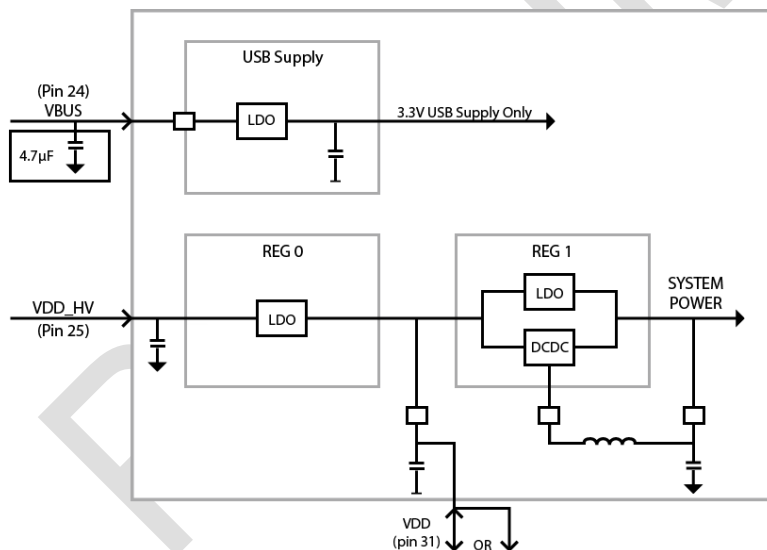 USB Supply
(Pin 24)
VBUS
LDO
3.3V USB Supply Only
4.7µF
REG 0
REG 1
VDD_HV
(Pin 25)
LDO
LDO
DCDC
SYSTEM
POWER
VDD
(pin 31)
OR